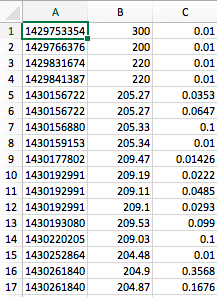 A B C
1 1429753354 300 0.01
2 1429766376 200 0.01
3 1429831674 220 0.01
4 1429841387 220 0.01
5 1430156722 205.27 0.0353
6 1430156722 205.27 0.0647
7 1430156880 205.33 0.1
8 1430159153 205.34 0.01
9 1430177802 209.47 0.01426
10 1430192991 209.19 0.0222
11 1430192991 209.11 0.0485
12 1430192991 209.1 0.0293
13 1430193080 209.53 0.099
14 1430220205 209.03 0.1
15 1430252864 204.48 0.01
16 1430261840 204.9 0.3568
17 1430261840 204.87 0.1676